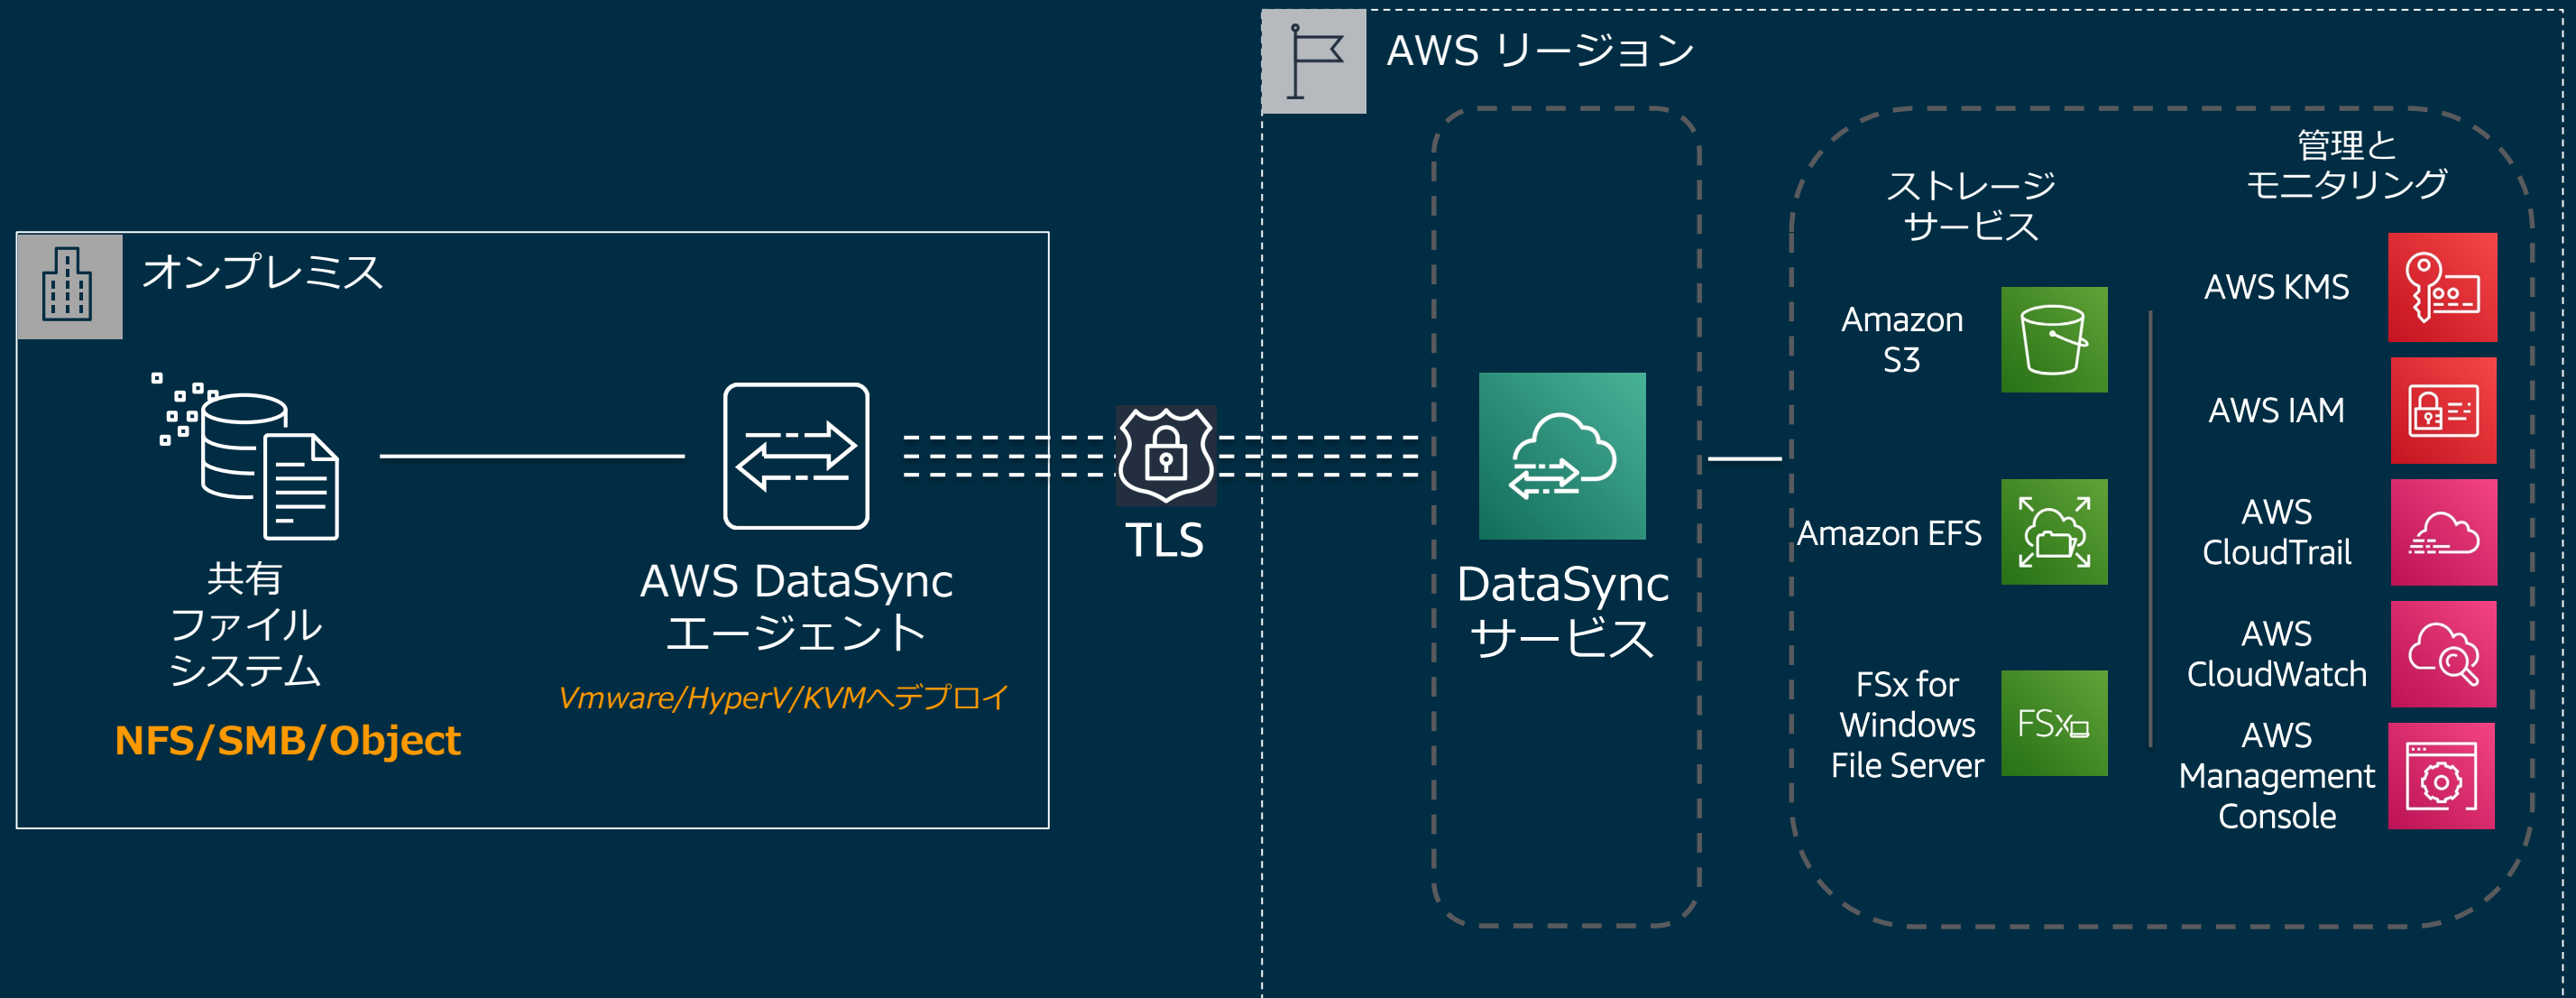 AWS リージョン
オンプレミス
共有
ファイル
システム
NFS/SMB/Object
AWS DataSync
エージェント
Vmware/HyperV/KVMへデプロイ
TLS
DataSync
サービス
ストレージ
サービス
Amazon
S3
Amazon EFS
FSx for
Windows
File Server
FSx
管理と
モニタリング
AWS KMS
AWS IAM
AWS
CloudTrail
AWS
CloudWatch
AWS
Management
Console